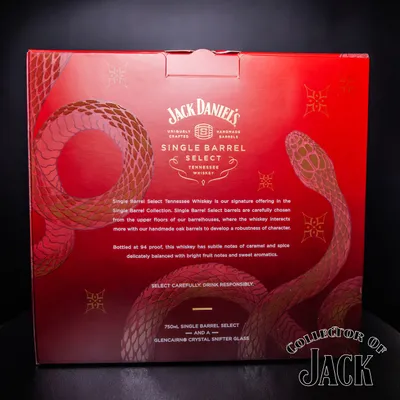 JACK DANIEL'S
UNIQUELY CRAFTED B HANDMADE BARRELS
SINGLE BARREL
SELECT
TENNESSEE
WHISKEY
Single Barrel Select Tennessee Whiskey is our signature offering in the
Single Barrel Collection. Single Barrel Select barrels are carefully chosen
from the upper floors of our barrelhouses, where the whiskey interacts
more with our handmade oak barrels to develop a robustness of character.
Bottled at 94 proof, this whiskey has subtle notes of caramel and spice
delicately balanced with bright fruit notes and sweet aromatics.
SELECT CAREFULLY. DRINK RESPONSIBLY.
750mL SINGLE BARREL SELECT
AND A
GLENCAIRN® CRYSTAL SNIFTER GLASS
COLLECTOR OF
JACK